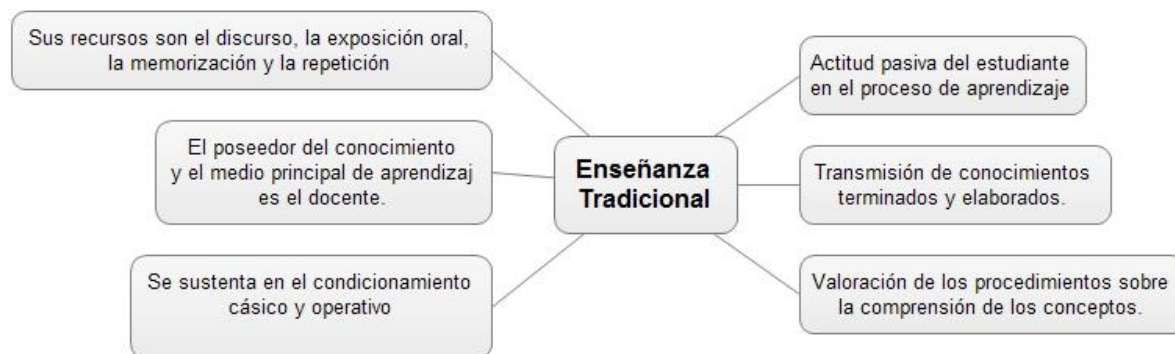 Sus recursos son el discurso, la exposición oral,
la memorización y la repetición
El poseedor del conocimiento
y el medio principal de aprendizaj
es el docente.
Se sustenta en el condicionamiento
cásico y operativo
Enseñanza
Tradicional
Actitud pasiva del estudiante
en el proceso de aprendizaje
Transmisión de conocimientos
terminados y elaborados.
Valoración de los procedimientos sobre
la comprensión de los conceptos.